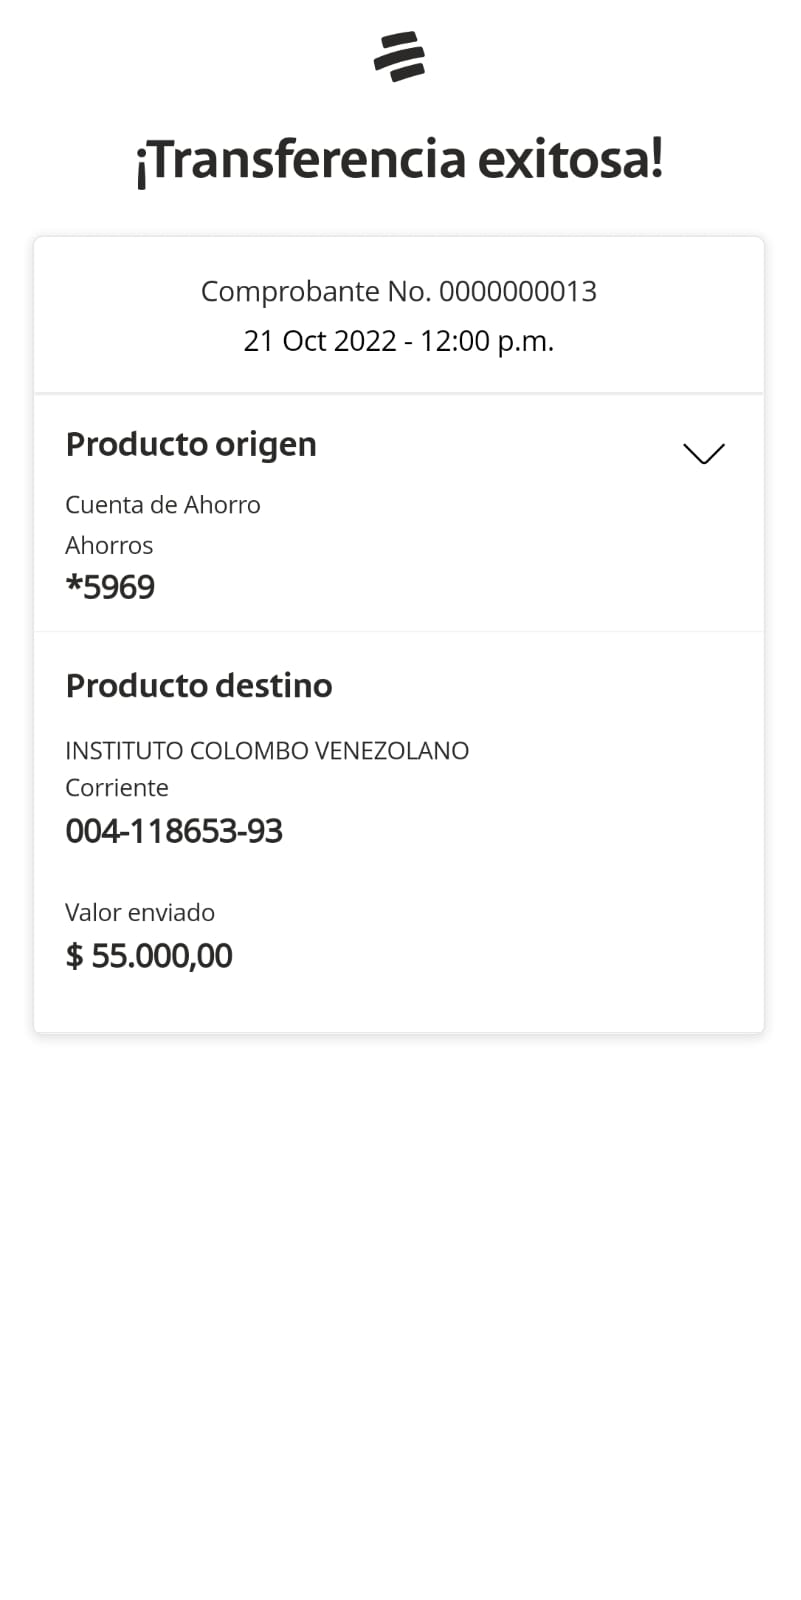 ¡Transferencia exitosa!
Comprobante No. 0000000013
21 Oct 2022 - 12:00 p.m.
Producto origen
Cuenta de Ahorro
Ahorros
*5969
Producto destino
INSTITUTO COLOMBO VENEZOLANO
Corriente
004-118653-93
Valor enviado
$ 55.000,00